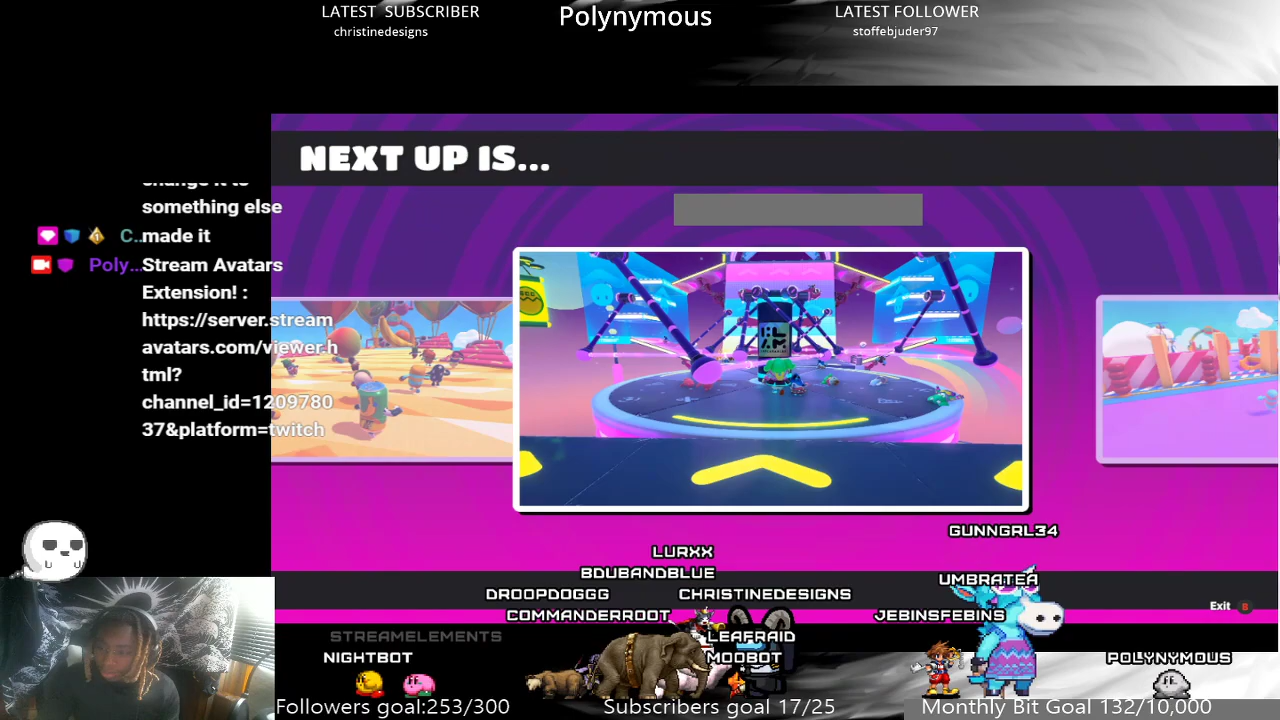 LATEST SUBSCRIBER
christinedesigns
Polynymous
LATEST FOLLOWER
stoffebjuder97
NEXT UP IS...
something else
C..made it
Poly...Stream Avatars
Extension! :
https://server.stream
avatars.com/viewer.h
tml?
channel_id=1209780
37&platform=twitch
GUNNGRL34
LURXX
BDUBANDBLUE
UMBRATEA
DROOPDOGGG
CHRISTINEDESIGNS
COMMANDERROOT
JEBINSFEBINS
Exit B
STREAMELEMENTS
LEAFRAID
NIGHTBOT
MOOBOT
POLYNYMOUS
Followers goal:253/300
Subscribers goal 17/25
Monthly Bit Goal 132/10,000